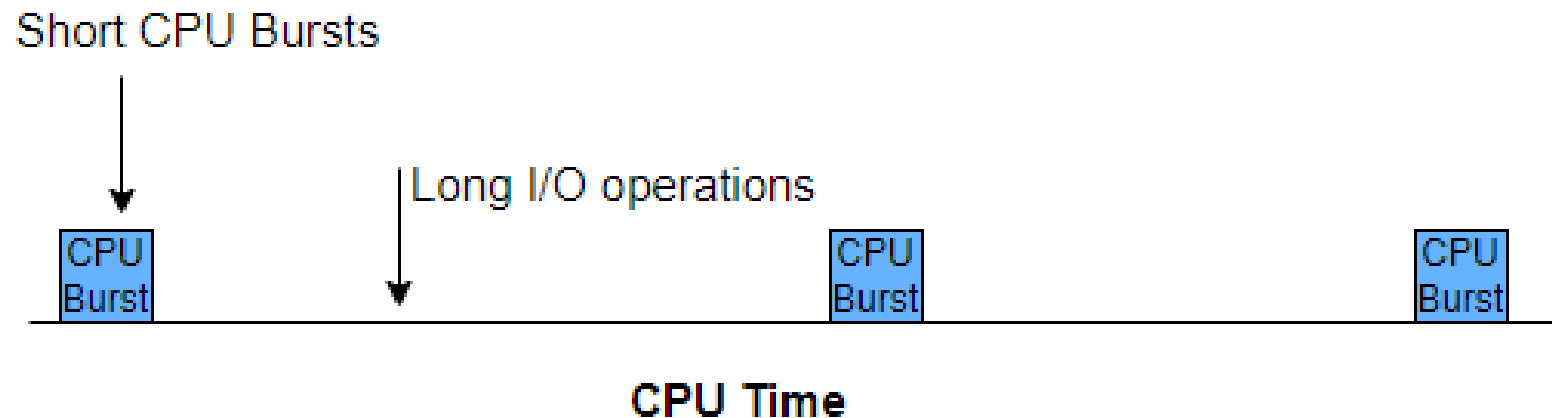 Short CPU Bursts
Long I/O operations
CPU
Burst
CPU
Burst
CPU
Burst
CPU Time